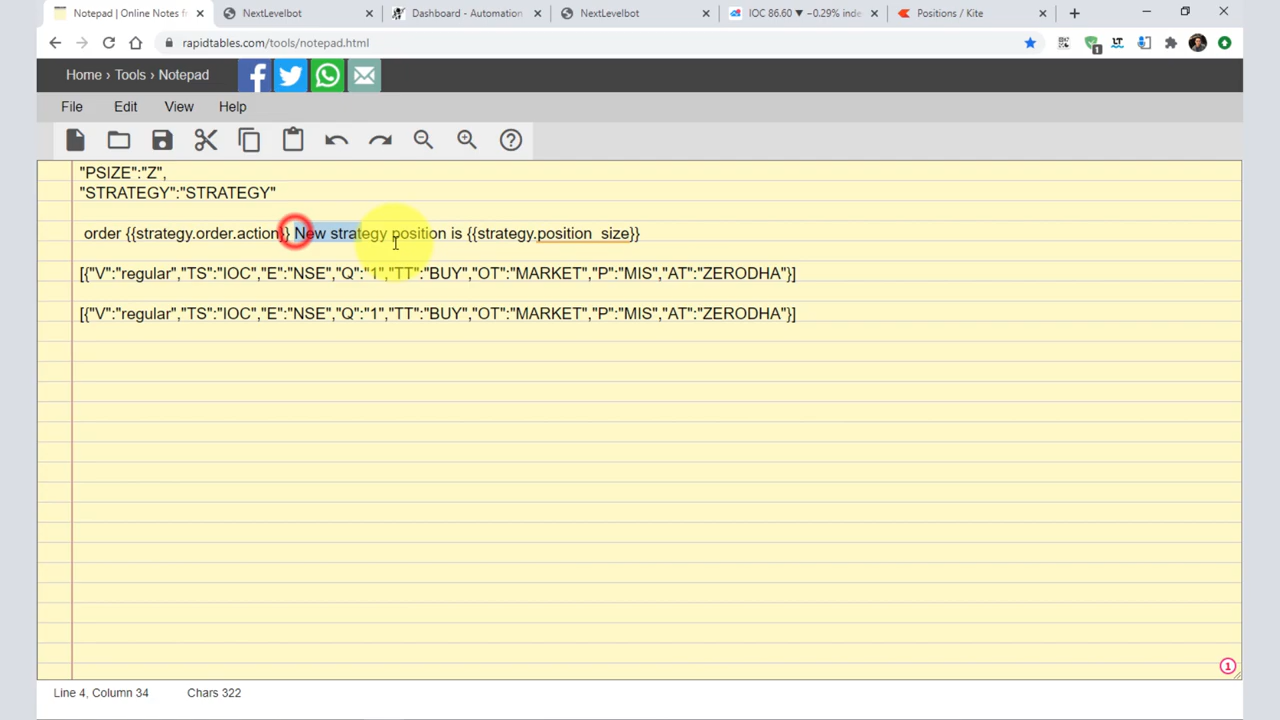 Notepad | Online Notes f
NextLevelbot
Dashboard - Automation
NextLevelbot
IOC 86.60 ▼ −0.29% inde
Positions / Kite
rapidtables.com/tools/notepad.html
1
Home › Tools › Notepad
File Edit View Help
"PSIZE":"Z",
"STRATEGY":"STRATEGY"
order {{strategy.order.action}} New strategy position is {{strategy.position_size}}
[{"V":"regular","TS":"IOC","E":"NSE","Q":"1","TT":"BUY","OT":"MARKET","P":"MIS","AT":"ZERODHA"}]
[{"V":"regular","TS":"IOC","E":"NSE","Q":"1","TT":"BUY","OT":"MARKET","P":"MIS","AT":"ZERODHA"}]
1
Line 4, Column 34 Chars 322